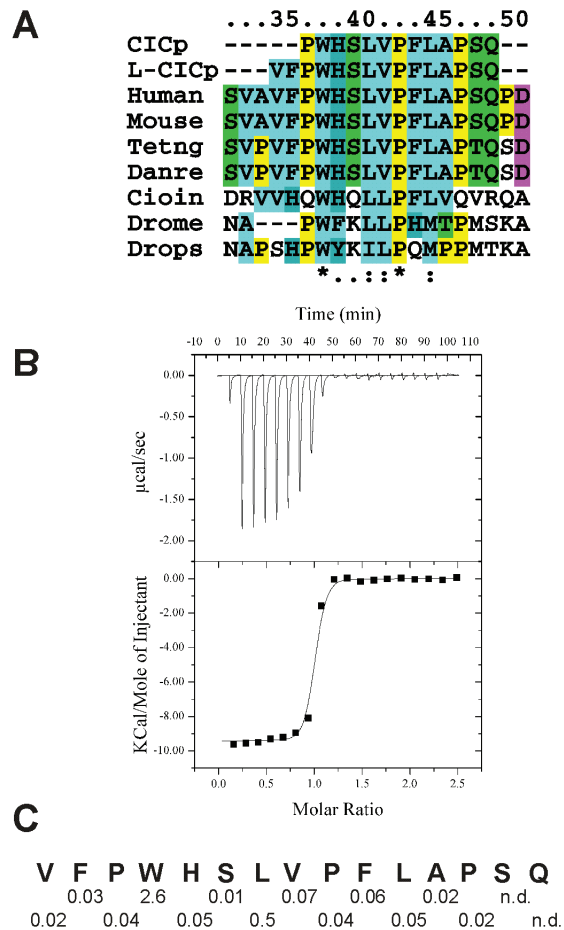 A
...35...40...45...50
CICp -----PWHSLVPFLAPSQ--
L-CICp ---VFPWHSLVPFLAPSQ--
Human SVAVFPWHSLVPFLAPSQPD
Mouse SVAVFPWHSLVPFLAPSQPD
Tetng SVPVFPWHSLVPFLAPTQSD
Danre SVPVFPWHSLVPFLAPTQSD
Cioin DRVVHQWHQLLPFLVQVRQA
Drome NA---PWFKLLPHMTPMSKA
Drops NAPSHPWYKILPQMPPMTKA
*..::*:
Time (min)
-10 0 10 20 30 40 50 60 70 80 90 100 110
B
0.00
-0.50
-1.00
-1.50
-2.00
µcal/sec
0.00
-2.00
-4.00
-6.00
-8.00
-10.00
KCal/Mole of Injectant
0.0 0.5 1.0 1.5 2.0 2.5
Molar Ratio
C
V F P W H S L V P F L A P S Q
0.03 2.6 0.01 0.07 0.06 0.02 n.d.
0.02 0.04 0.05 0.5 0.04 0.05 0.02 n.d.